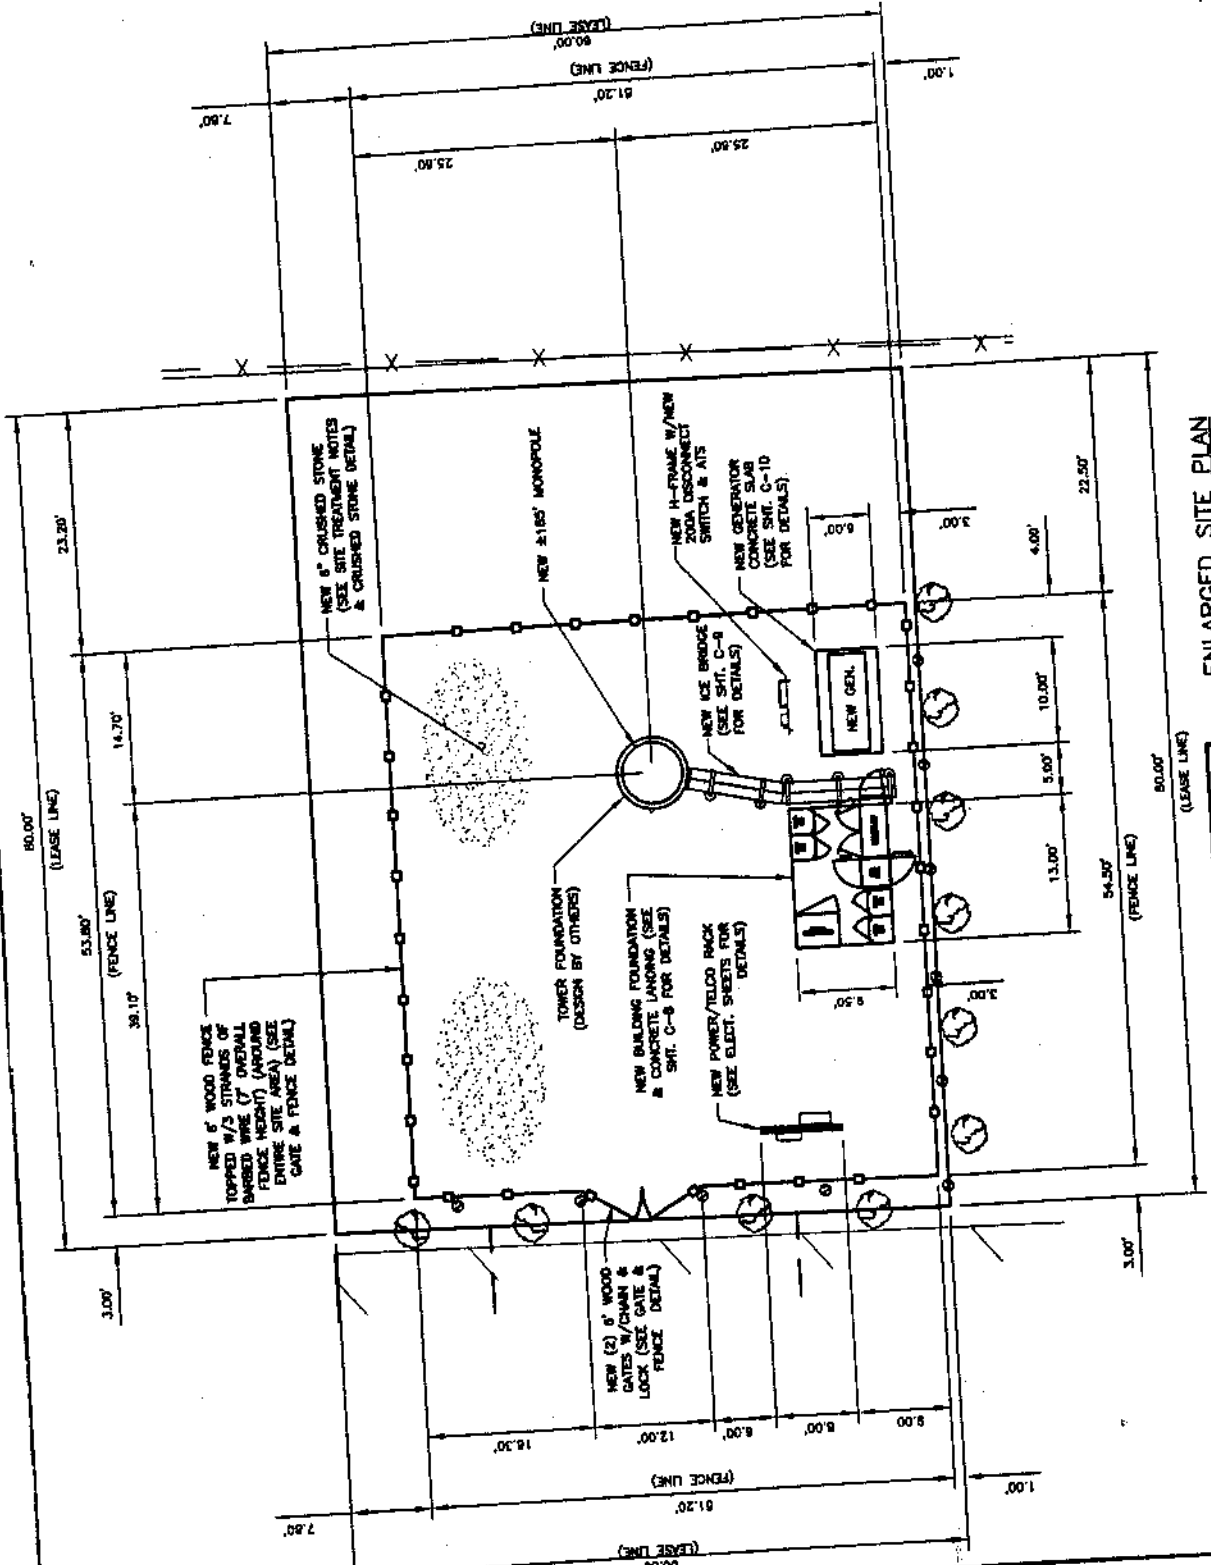 60.00'
(LEASE LINE)
(FENCE LINE)
51.20'
7.80'
1.00'
25.60'
25.60'
80.00'
(LEASE LINE)
23.20'
53.80'
(FENCE LINE)
14.70'
39.10'
3.00'
NEW 6" CRUSHED STONE
(SEE SITE TREATMENT NOTES
& CRUSHED STONE DETAIL)
NEW ±185' MONOPOLE
NEW H-FRAME W/NEW
200A DISCONNECT
SWITCH & ATS
NEW GENERATOR
CONCRETE SLAB
(SEE SHT. C-10
FOR DETAILS)
NEW ICE BRIDGE
(SEE SHT. C-9
FOR DETAILS)
NEW GEN.
6.00'
3.00'
4.00'
22.50'
10.00'
5.00'
13.00'
54.50'
(FENCE LINE)
80.00'
(LEASE LINE)
3.00'
9.50'
3.00'
TOWER FOUNDATION
(DESIGN BY OTHERS)
NEW BUILDING FOUNDATION
& CONCRETE LANDING (SEE
SHT. C-8 FOR DETAILS)
NEW POWER/TELCO RACK
(SEE ELECT. SHEETS FOR
DETAILS)
NEW 6' WOOD FENCE
TOPPED W/3 STRANDS OF
BARBED WIRE (7' OVERALL
FENCE HEIGHT) (AROUND
ENTIRE SITE AREA) (SEE
GATE & FENCE DETAIL)
NEW (2) 6' WOOD
GATES W/CHAIN &
LOCK (SEE GATE &
FENCE DETAIL)
16.30'
12.00'
6.00'
8.00'
9.00'
(FENCE LINE)
51.20'
7.80'
1.00'
(LEASE LINE)
ENLARGED SITE PLAN